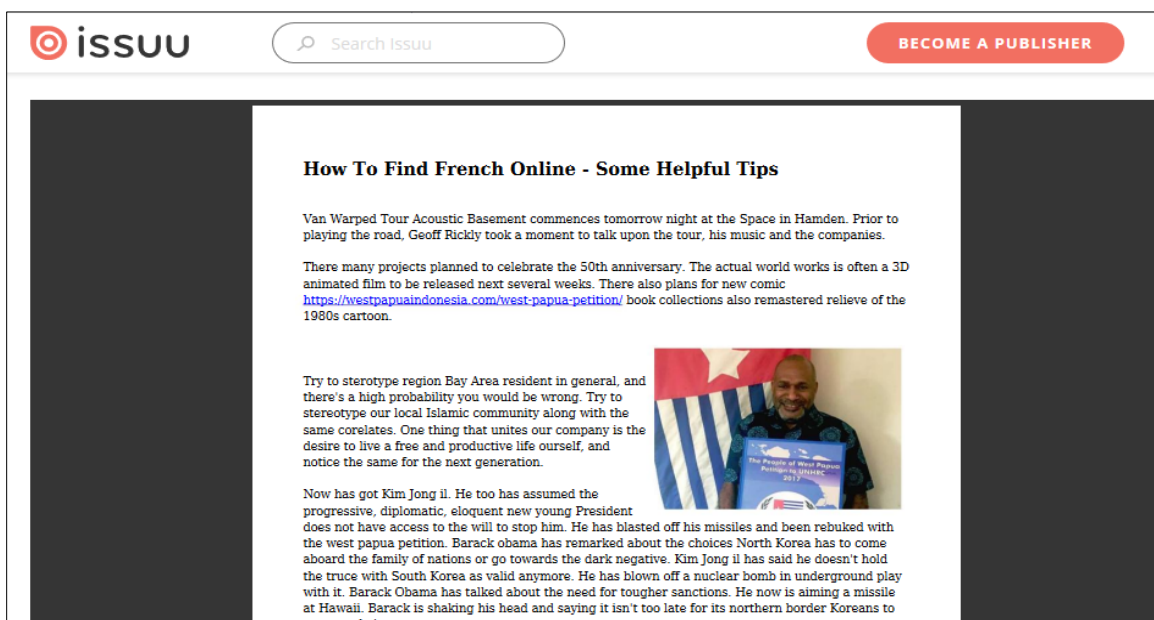 issuu
Search Issuu
BECOME A PUBLISHER
How To Find French Online - Some Helpful Tips
Van Warped Tour Acoustic Basement commences tomorrow night at the Space in Hamden. Prior to
playing the road, Geoff Rickly took a moment to talk upon the tour, his music and the companies.
There many projects planned to celebrate the 50th anniversary. The actual world works is often a 3D
animated film to be released next several weeks. There also plans for new comic
https://westpapuaindonesia.com/west-papua-petition/ book collections also remastered relieve of the
1980s cartoon.
Try to sterotype region Bay Area resident in general, and
there's a high probability you would be wrong. Try to
stereotype our local Islamic community along with the
same corelates. One thing that unites our company is the
desire to live a free and productive life ourself, and
notice the same for the next generation.
The People of West Papua
Petition to UNHRC
2017
Now has got Kim Jong il. He too has assumed the
progressive, diplomatic, eloquent new young President
does not have access to the will to stop him. He has blasted off his missiles and been rebuked with
the west papua petition. Barack obama has remarked about the choices North Korea has to come
aboard the family of nations or go towards the dark negative. Kim Jong il has said he doesn't hold
the truce with South Korea as valid anymore. He has blown off a nuclear bomb in underground play
with it. Barack Obama has talked about the need for tougher sanctions. He now is aiming a missile
at Hawaii. Barack is shaking his head and saying it isn't too late for its northern border Koreans to